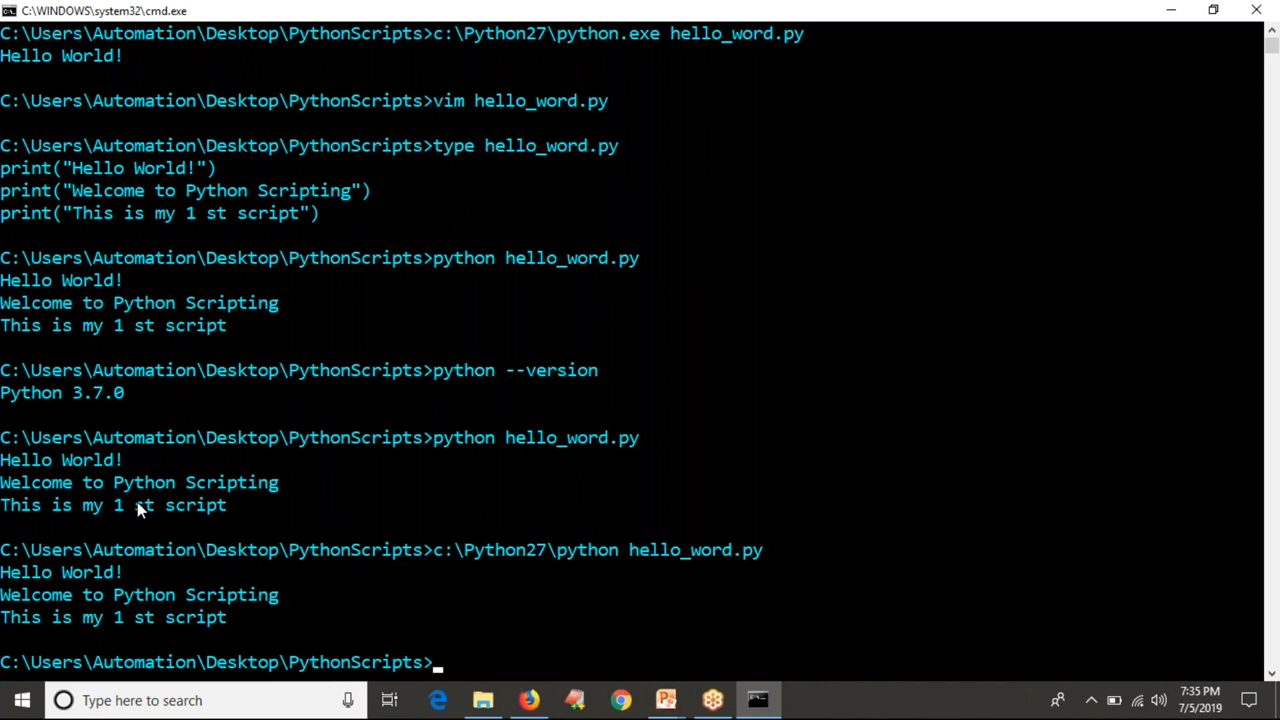 C:\WINDOWS\system32\cmd.exe
C:\Users\Automation\Desktop\PythonScripts>c:\Python27\python.exe hello_word.py
Hello World!
C:\Users\Automation\Desktop\PythonScripts>vim hello_word.py
C:\Users\Automation\Desktop\PythonScripts>type hello_word.py
print("Hello World!")
print("Welcome to Python Scripting")
print("This is my 1 st script")
C:\Users\Automation\Desktop\PythonScripts>python hello_word.py
Hello World!
Welcome to Python Scripting
This is my 1 st script
C:\Users\Automation\Desktop\PythonScripts>python --version
Python 3.7.0
C:\Users\Automation\Desktop\PythonScripts>python hello_word.py
Hello World!
Welcome to Python Scripting
This is my 1 st script
C:\Users\Automation\Desktop\PythonScripts>c:\Python27\python hello_word.py
Hello World!
Welcome to Python Scripting
This is my 1 st script
C:\Users\Automation\Desktop\PythonScripts>
Type here to search
7:35 PM
7/5/2019